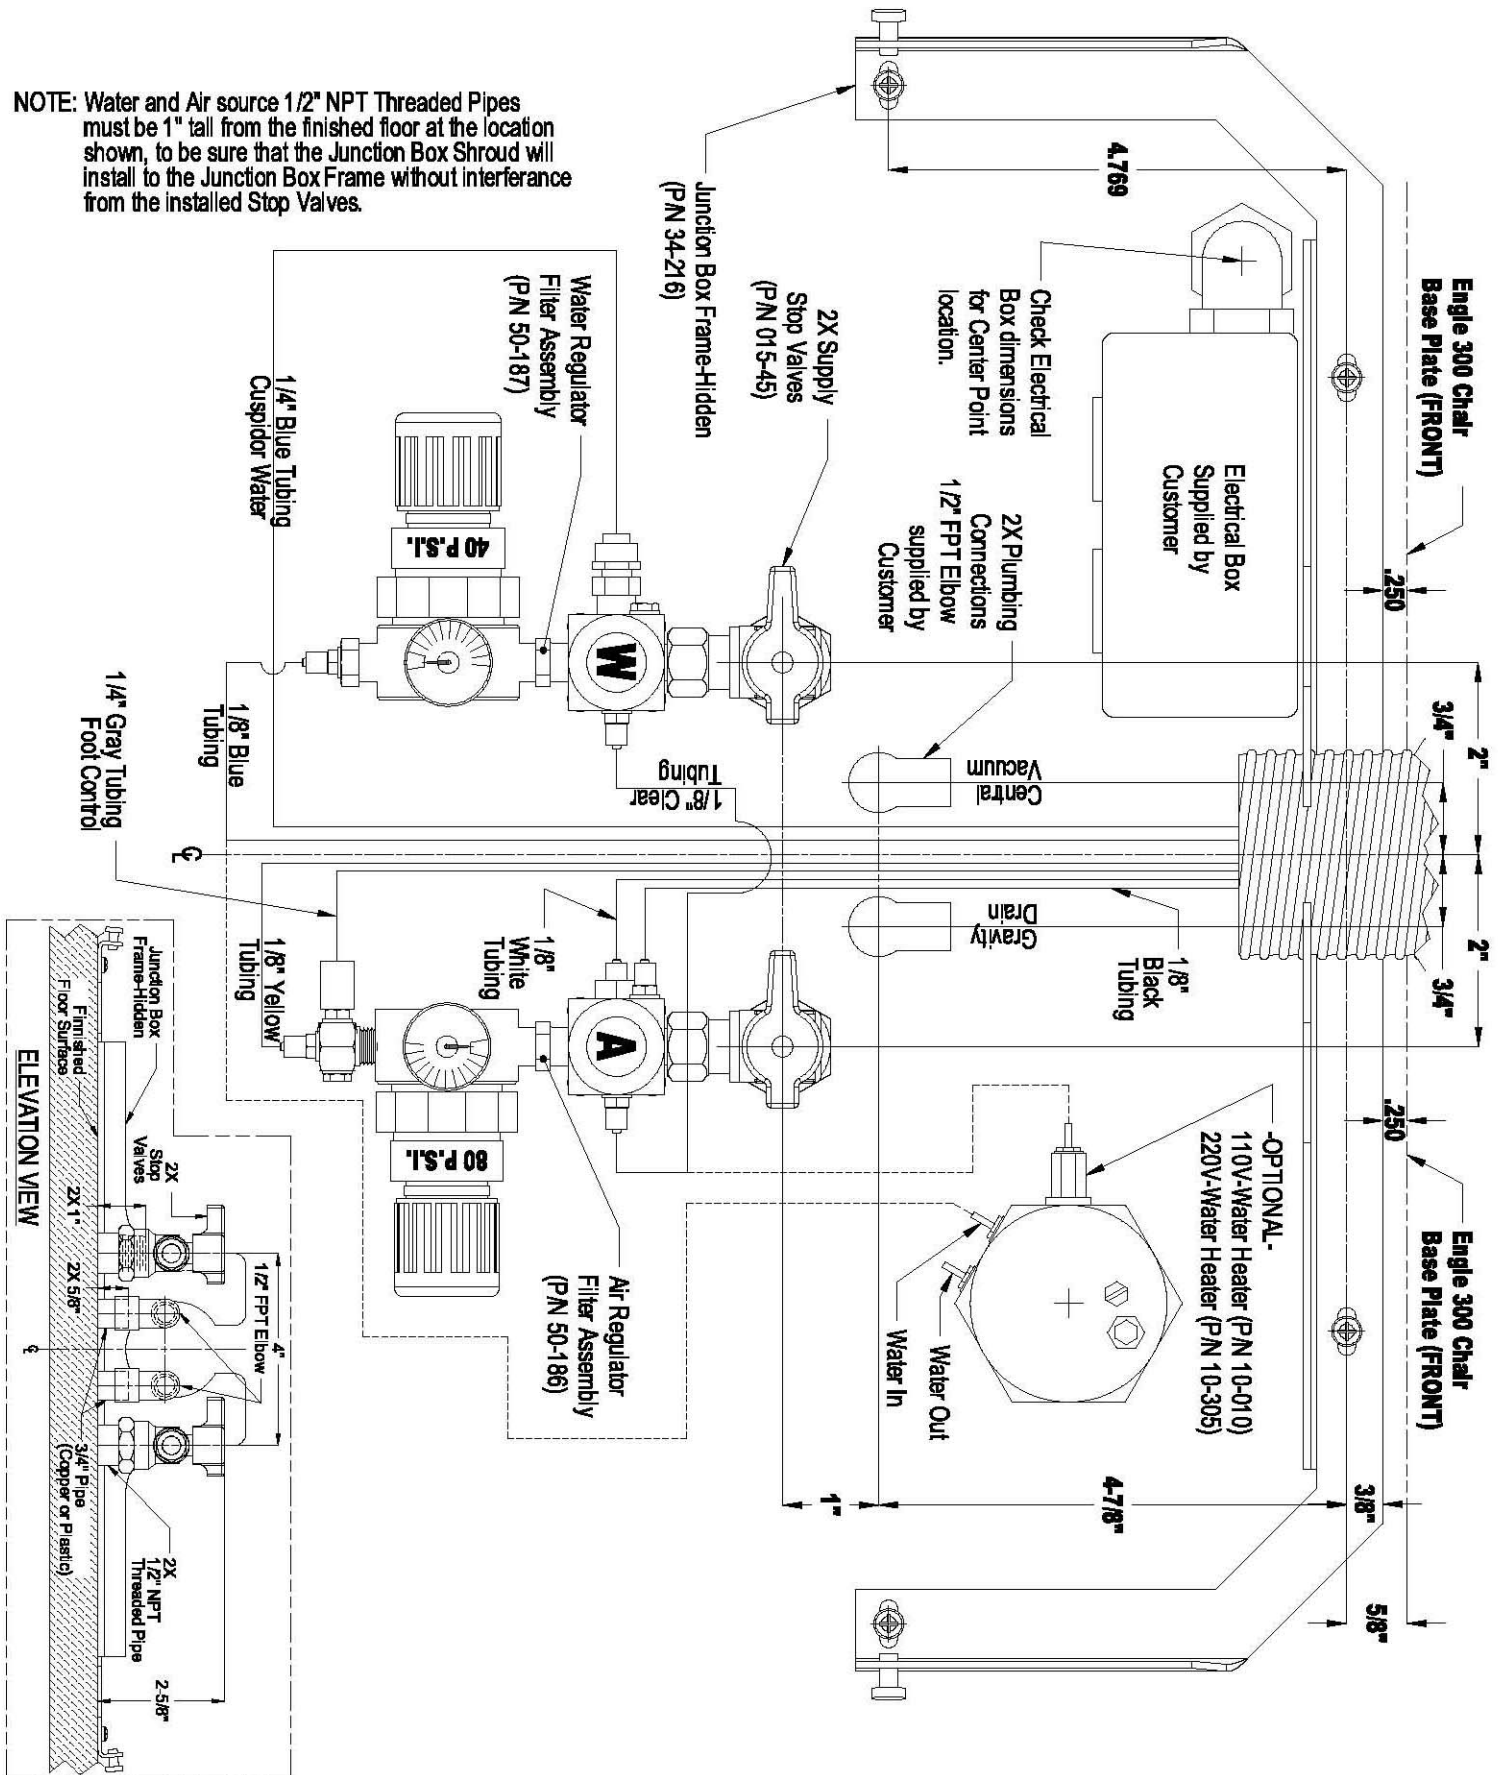 NOTE: Water and Air source 1/2" NPT Threaded Pipes
must be 1" tall from the finished floor at the location
shown, to be sure that the Junction Box Shroud will
install to the Junction Box Frame without interferance
from the installed Stop Valves.
Engle 300 Chair
Base Plate (FRONT)
.250
2"
3/4"
2"
3/4"
.250
Engle 300 Chair
Base Plate (FRONT)
4.769
Electrical Box
Supplied by
Customer
Check Electrical
Box dimensions
for Center Point
location.
2X Plumbing
Connections
1/2" FPT Elbow
supplied by
Customer
2X Supply
Stop Valves
(P/N 015-45)
Junction Box Frame-Hidden
(P/N 34-216)
Central
Vacuum
Gravity
Drain
1/8"
Black
Tubing
-OPTIONAL-
110V-Water Heater (P/N 10-010)
220V-Water Heater (P/N 10-305)
Water Out
Water In
3/8"
5/8"
4-7/8"
1"
Water Regulator
Filter Assembly
(P/N 50-187)
W
40 P.S.I.
1/4" Blue Tubing
Cuspidor Water
1/8" Clear
Tubing
1/8"
White
Tubing
A
80 P.S.I.
Air Regulator
Filter Assembly
(P/N 50-186)
1/8" Blue
Tubing
1/4" Gray Tubing
Foot Control
℄
1/8" Yellow
Tubing
Junction Box
Frame-Hidden
Finnished
Floor Surface
2X
Stop
Valves
2X 1"
2X 5/8"
1/2" FPT Elbow
4"
℄
3/4" Pipe
(Copper or Plastic)
2X
1/2" NPT
Threaded Pipe
2-5/8"
ELEVATION VIEW